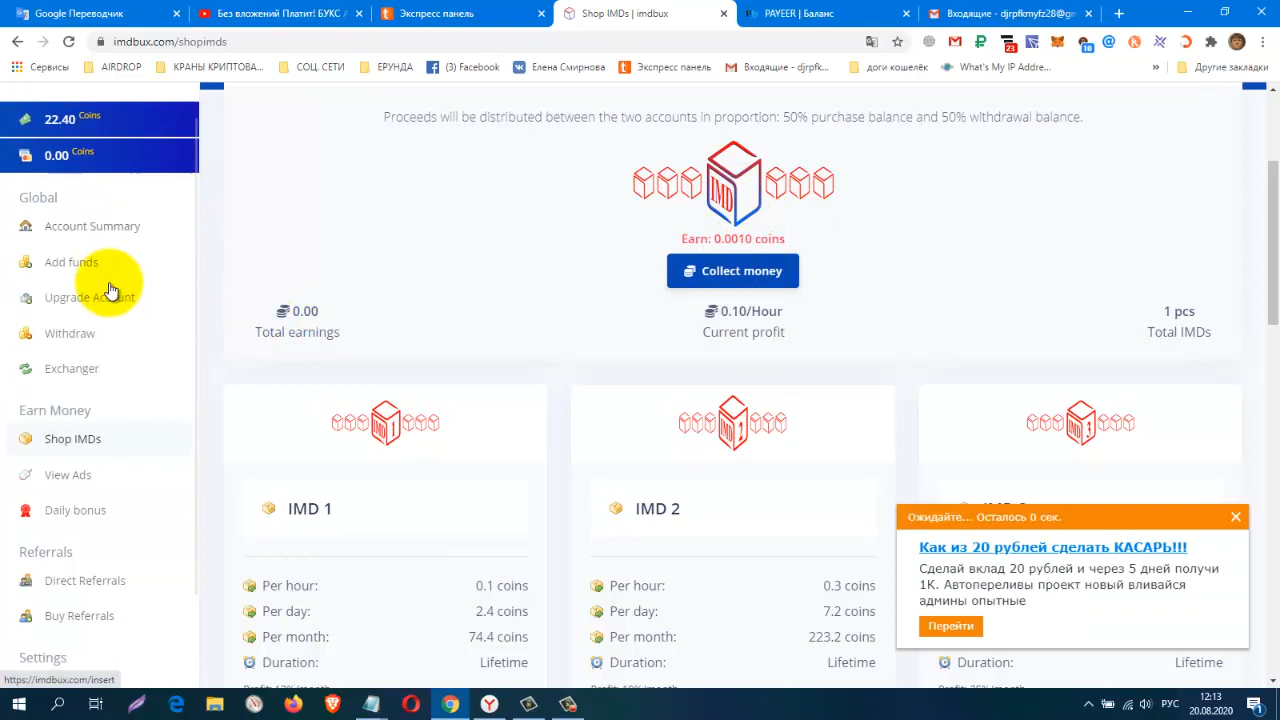 Google Переводчик
Без вложений Платит! БУКС А
Экспресс панель
Shop IMDs | imdbux
PAYEER | Баланс
Входящие - djrpfkmyfz28@gm
imdbux.com/shopimds
23
10
Сервисы
AIRDROP
КРАНЫ КРИПТОВА...
СОЦ. СЕТИ
ЕРУНДА
(3) Facebook
Елена Смирнова
Экспресс панель
Входящие - djrpfk...
доги кошелёк
What's My IP Addre...
»
Другие закладки
22.40 Coins
0.00 Coins
Global
Account Summary
Add funds
Upgrade Account
Withdraw
Exchanger
Earn Money
Shop IMDs
View Ads
Daily bonus
Referrals
Direct Referrals
Buy Referrals
Settings
https://imdbux.com/insert
Proceeds will be distributed between the two accounts in proportion: 50% purchase balance and 50% withdrawal balance.
IMD
Earn: 0.0010 coins
Collect money
0.00
Total earnings
0.10/Hour
Current profit
1 pcs
Total IMDs
IMD 1
IMD 1
Per hour: 0.1 coins
Per day: 2.4 coins
Per month: 74.4 coins
Duration: Lifetime
IMD 2
IMD 2
Per hour: 0.3 coins
Per day: 7.2 coins
Per month: 223.2 coins
Duration: Lifetime
IMD 3
Duration: Lifetime
Ожидайте... Осталось 0 сек.
Как из 20 рублей сделать КАСАРЬ!!!
Сделай вклад 20 рублей и через 5 дней получи
1К. Автопереливы проект новый вливайся
админы опытные
Перейти
РУС
12:13
20.08.2020
1